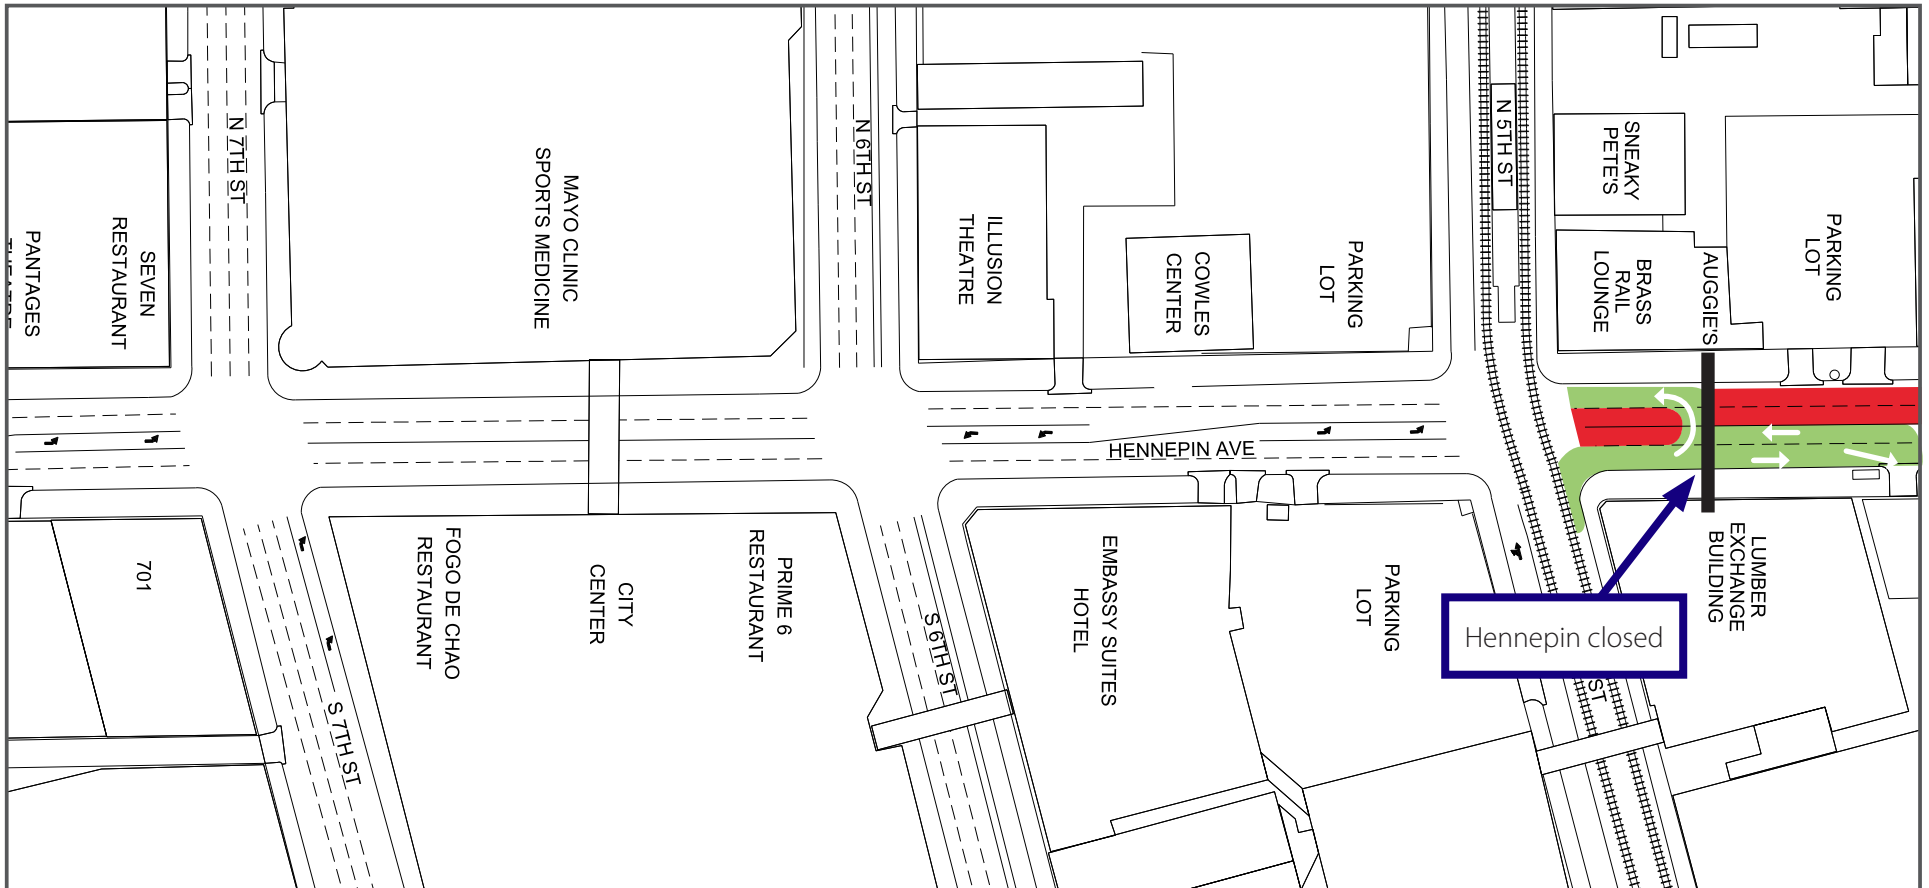 N 7TH ST
N 6TH ST
N 5TH ST
PANTAGES
THEATRE
SEVEN
RESTAURANT
MAYO CLINIC
SPORTS MEDICINE
ILLUSION
THEATRE
COWLES
CENTER
PARKING
LOT
SNEAKY
PETE'S
BRASS
RAIL
LOUNGE
AUGGIE'S
PARKING
LOT
HENNEPIN AVE
701
S 7TH ST
FOGO DE CHAO
RESTAURANT
CITY
CENTER
PRIME 6
RESTAURANT
S 6TH ST
EMBASSY SUITES
HOTEL
PARKING
LOT
Hennepin closed
ST
LUMBER
EXCHANGE
BUILDING